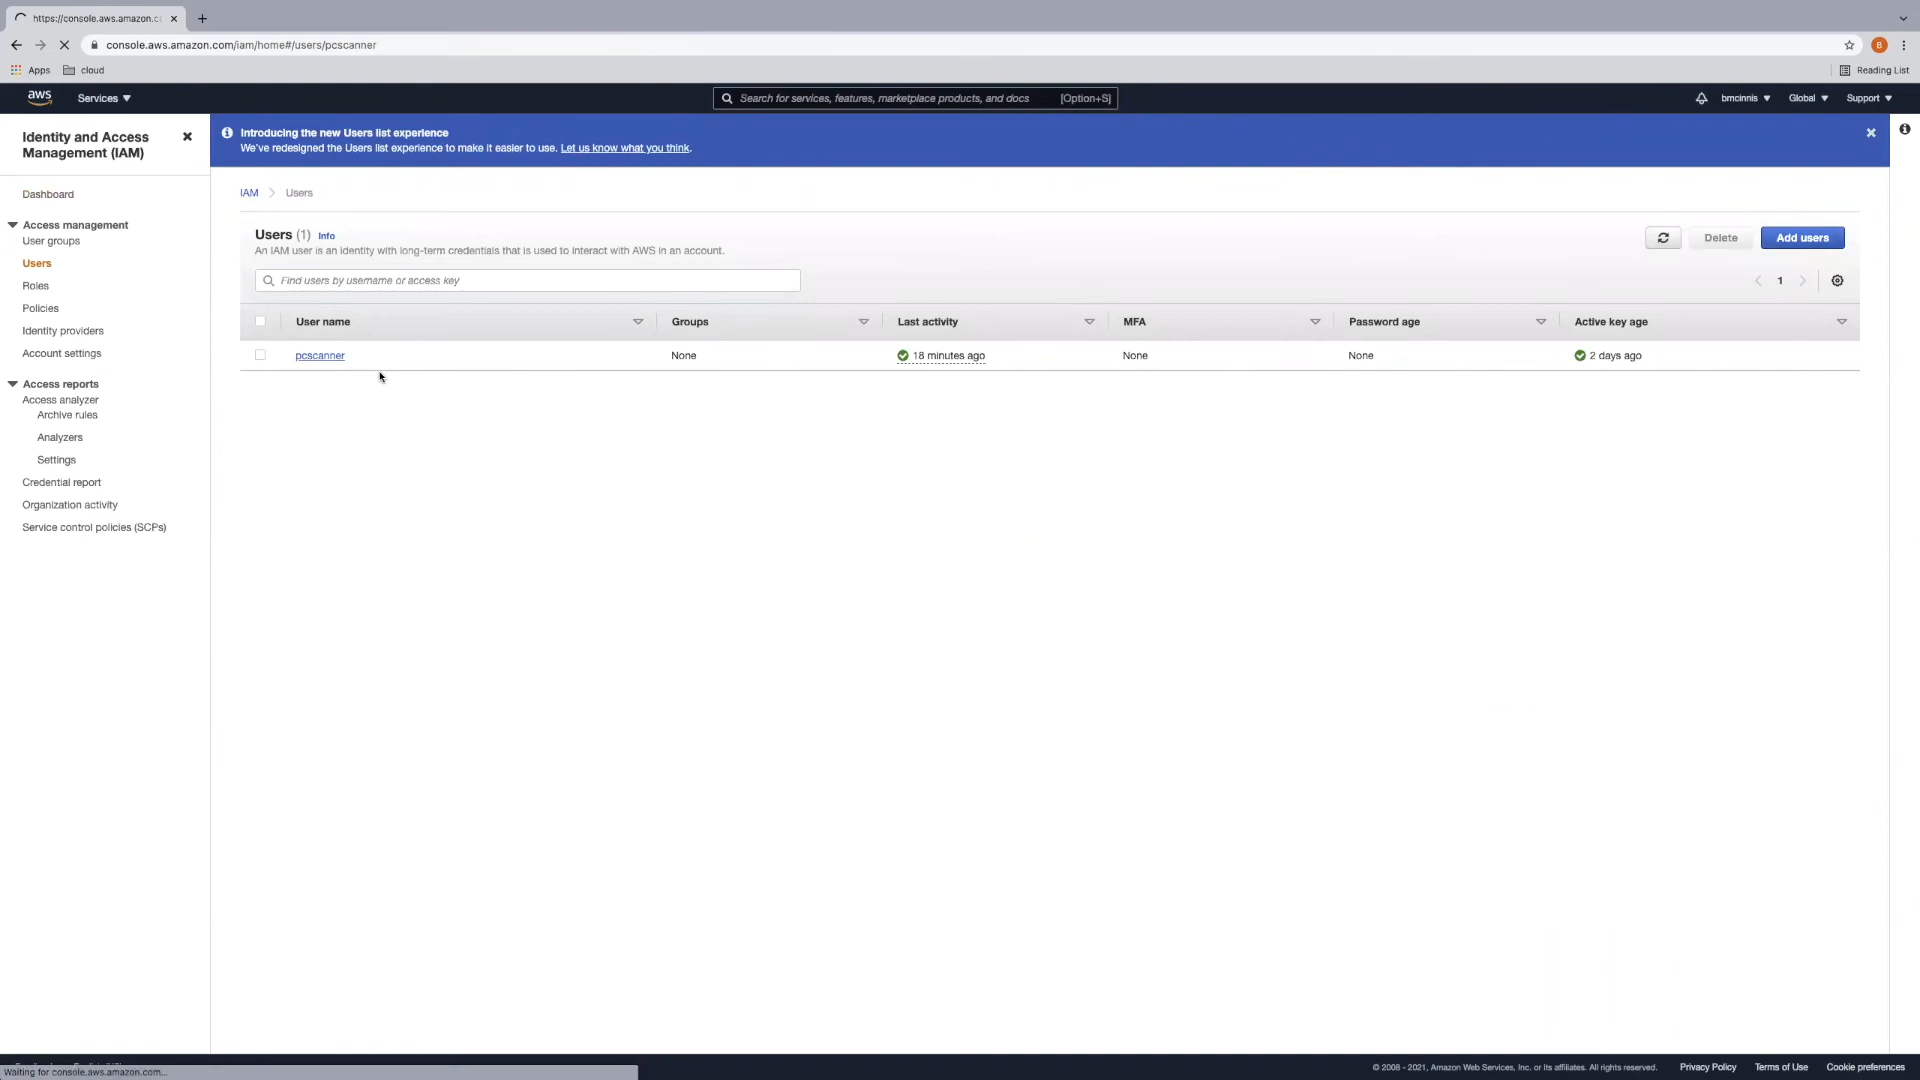 https://console.aws.amazon.c
console.aws.amazon.com/iam/home#/users/pcscanner
B
Apps
cloud
Reading List
aws
Services
Search for services, features, marketplace products, and docs
[Option+S]
bmcinnis
Global
Support
Identity and Access
Management (IAM)
Dashboard
Access management
User groups
Users
Roles
Policies
Identity providers
Account settings
Access reports
Access analyzer
Archive rules
Analyzers
Settings
Credential report
Organization activity
Service control policies (SCPs)
Introducing the new Users list experience
We've redesigned the Users list experience to make it easier to use. Let us know what you think.
IAM
Users
Users (1) Info
An IAM user is an identity with long-term credentials that is used to interact with AWS in an account.
Delete
Add users
Find users by username or access key
1
User name
Groups
Last activity
MFA
Password age
Active key age
pcscanner
None
18 minutes ago
None
None
2 days ago
Waiting for console.aws.amazon.com...
© 2008 - 2021, Amazon Web Services, Inc. or its affiliates. All rights reserved.
Privacy Policy
Terms of Use
Cookie preferences